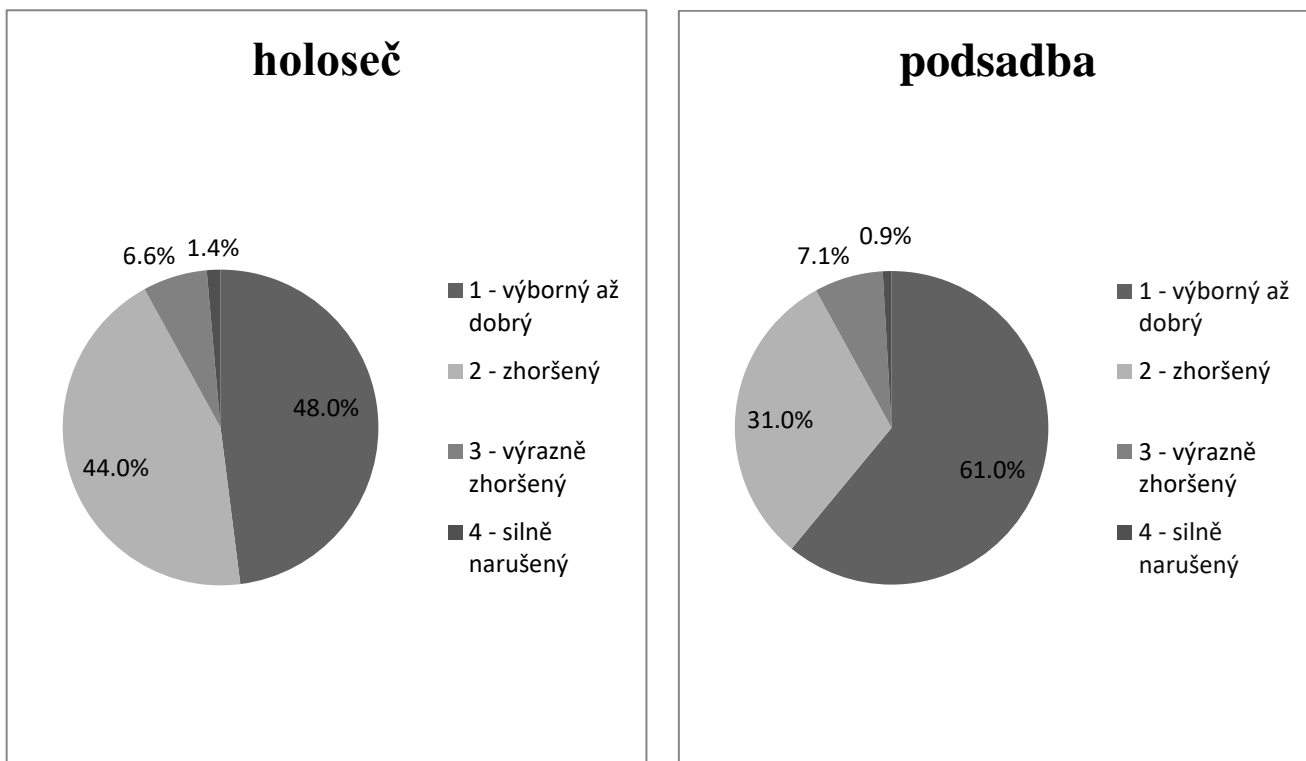 holoseč
6.6%
1.4%
48.0%
44.0%
1 - výborný až
dobrý
2 - zhoršený
3 - výrazně
zhoršený
4 - silně
narušený
podsadba
7.1%
0.9%
31.0%
61.0%
1 - výborný až
dobrý
2 - zhoršený
3 - výrazně
zhoršený
4 - silně
narušený